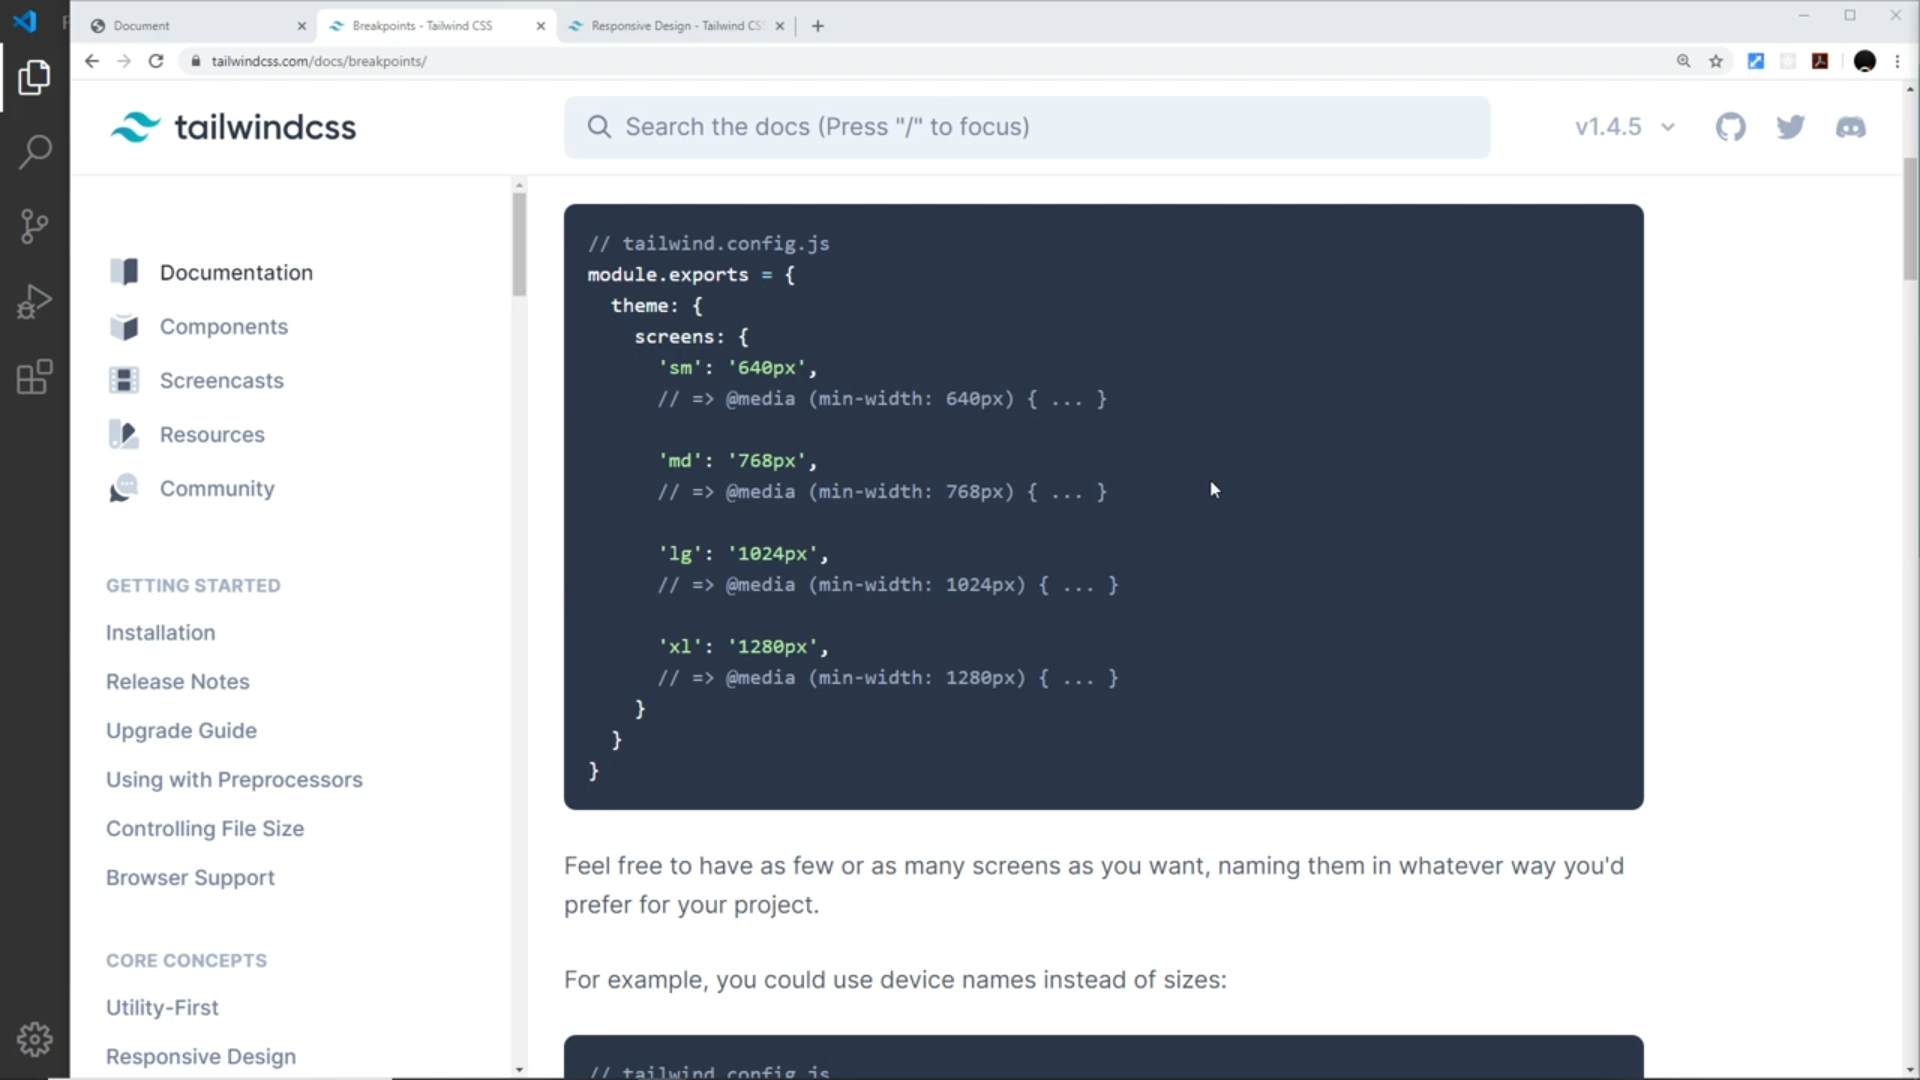 Document
Breakpoints - Tailwind CSS
Responsive Design - Tailwind CS
tailwindcss.com/docs/breakpoints/
tailwindcss
Search the docs (Press "/" to focus)
v1.4.5
Documentation
Components
Screencasts
Resources
Community
GETTING STARTED
Installation
Release Notes
Upgrade Guide
Using with Preprocessors
Controlling File Size
Browser Support
CORE CONCEPTS
Utility-First
Responsive Design
// tailwind.config.js
module.exports = {
theme: {
screens: {
'sm': '640px',
// => @media (min-width: 640px) { ... }
'md': '768px',
// => @media (min-width: 768px) { ... }
'lg': '1024px',
// => @media (min-width: 1024px) { ... }
'xl': '1280px',
// => @media (min-width: 1280px) { ... }
}
}
}
Feel free to have as few or as many screens as you want, naming them in whatever way you'd
prefer for your project.
For example, you could use device names instead of sizes:
// tailwind.config.js